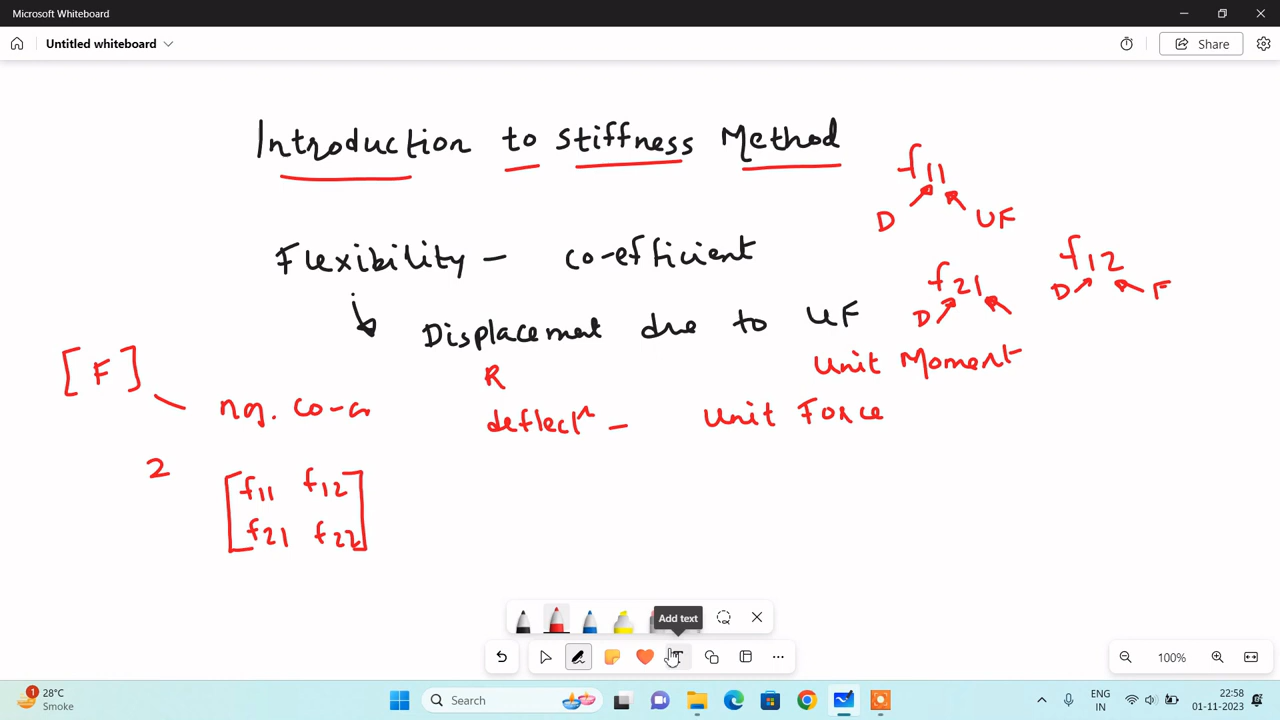 Microsoft Whiteboard
Untitled whiteboard
Share
Introduction to Stiffness Method
f11
D UF
Flexibility - co-efficient
f21
D
f12
D F
Displacement due to UF
R
Unit Moment
[F]
deflectn - Unit Force
2
[f11 f12
f21 f22]
Add text
100%
1
28°C
Smoke
Search
ENG
IN
22:58
01-11-2023